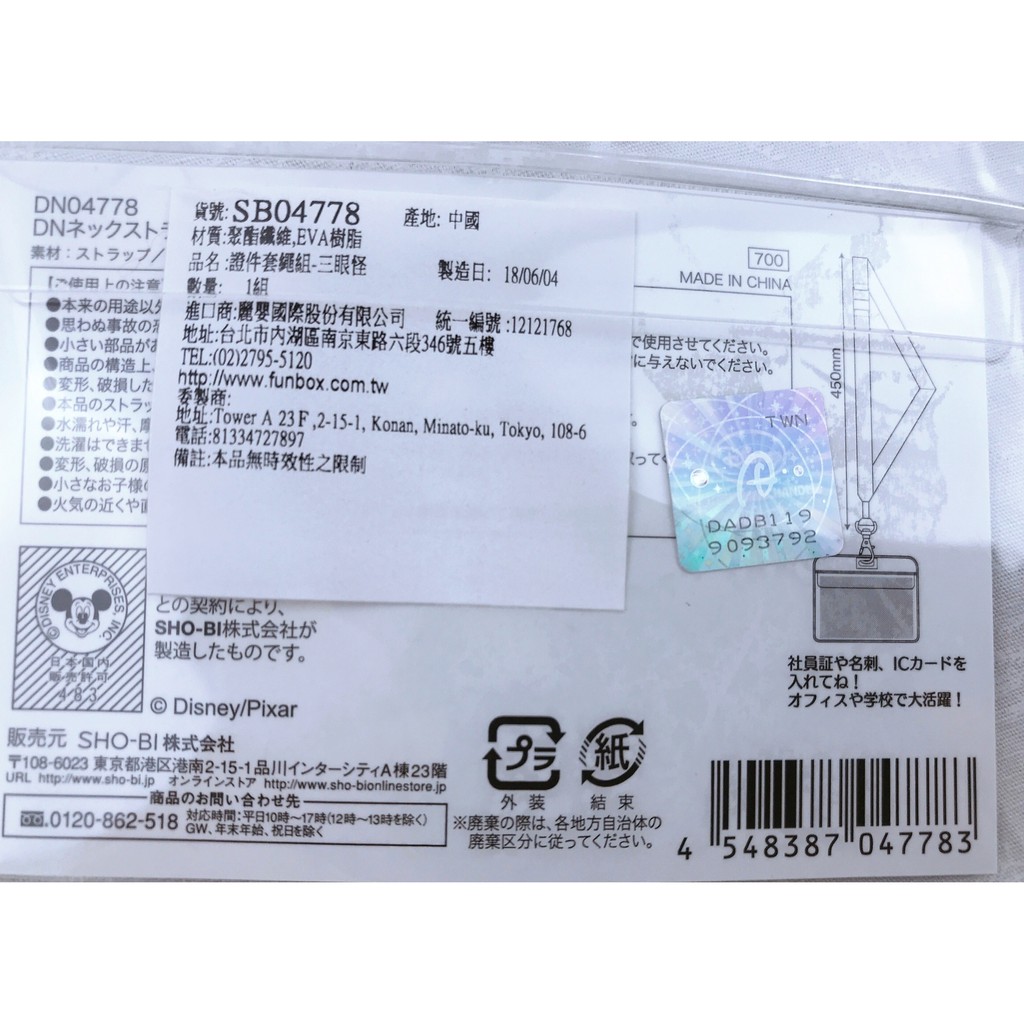 DN04778
DNネックストラ
素材：ストラップ／
【ご使用上の注意
●本来の用途以外
●思わぬ事故の恐
●小さい部品がお
●商品の構造上、
●変形、破損した
●本品のストラッ
●水濡れや汗、摩
●洗濯はできませ
●変形、破損の原
●小さなお子様の
●火気の近くや直
貨號:SB04778 產地:中國
材質:聚酯纖維,EVA樹脂
品名:證件套繩組-三眼怪 製造日: 18/06/04
數量: 1組
進口商:麗嬰國際股份有限公司 統一編號:12121768
地址:台北市內湖區南京東路六段346號五樓
TEL:(02)2795-5120
http://www.funbox.com.tw
委製商:
地址:Tower A 23F,2-15-1, Konan, Minato-ku, Tokyo, 108-6
電話:81334727897
備註:本品無時效性之限制
700
MADE IN CHINA
で使用させてください。
に与えないでください。
450mm
TWN
DADB119
9093792
社員証や名刺、ICカードを
入れてね！
オフィスや学校で大活躍！
©DISNEY ENTERPRISES, INC.
日本国内
販売許可
483
との契約により、
SHO-BI株式会社が
製造したものです。
© Disney/Pixar
販売元 SHO-BI株式会社
〒108-6023 東京都港区港南2-15-1品川インターシティA棟23階
URL http://www.sho-bi.jp オンラインストア http://www.sho-bionlinestore.jp
商品のお問い合わせ先
0120-862-518 対応時間：平日10時～17時(12時～13時を除く)
GW、年末年始、祝日を除く
プラ 紙
外装 結束
※廃棄の際は、各地方自治体の
廃棄区分に従ってください。
4 548387 047783